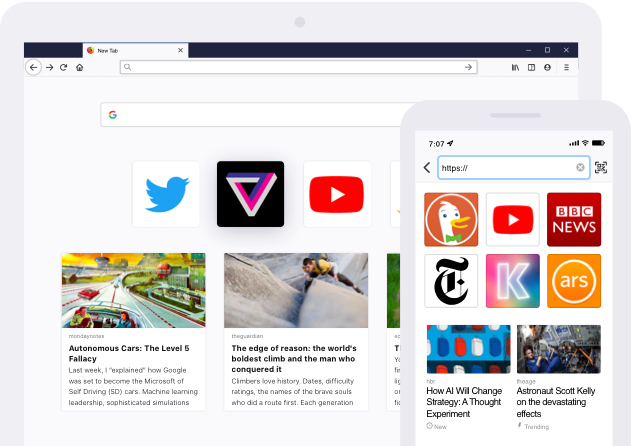 New Tab
mondaynotes
Autonomous Cars: The Level 5
Fallacy
Last week, I "explained" how Google
was set to become the Microsoft of
Self Driving (SD) cars. Machine learning
leadership, sophisticated simulations
theguardian
The edge of reason: the world's
boldest climb and the man who
conquered it
Climbers love history. Dates, difficulty
ratings, the names of the brave souls
who did a route first. Each generation
7:07
https://
BBC
NEWS
K
ars
hbr
How AI Will Change
Strategy: A Thought
Experiment
New
theage
Astronaut Scott Kelly
on the devastating
effects
Trending